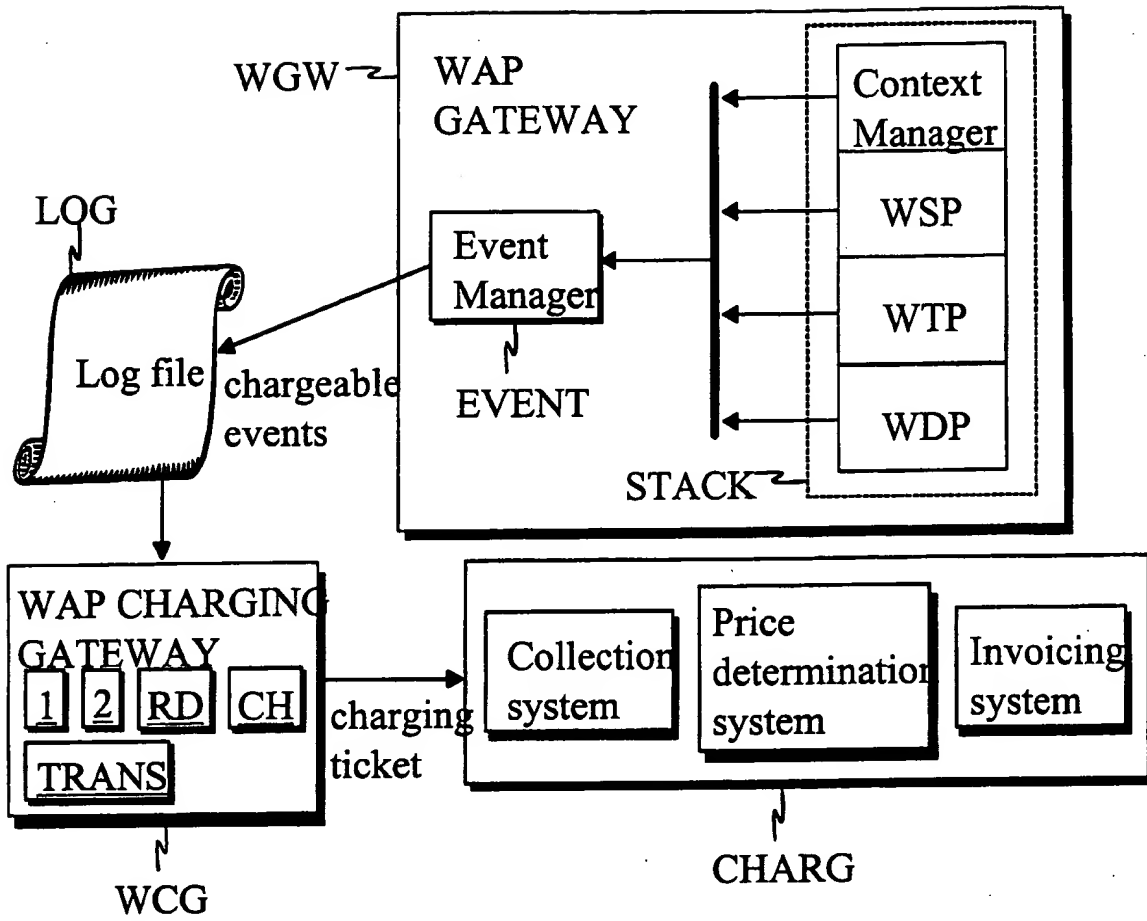 WGW
WAP
GATEWAY
Context
Manager
WSP
WTP
WDP
STACK
Event
Manager
EVENT
LOG
Log file
chargeable
events
WAP CHARGING
GATEWAY
1 2 RD CH
TRANS
WCG
charging
ticket
Collection
system
Price
determination
system
Invoicing
system
CHARG